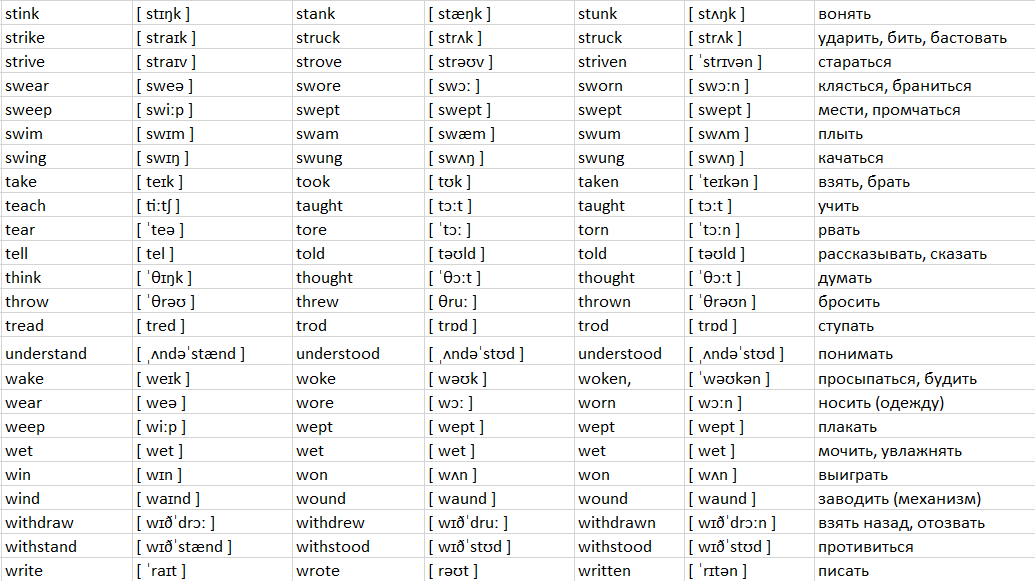 stink [ stɪŋk ] stank [ stæŋk ] stunk [ stʌŋk ] вонять
strike [ straɪk ] struck [ strʌk ] struck [ strʌk ] ударить, бить, бастовать
strive [ straɪv ] strove [ strəʊv ] striven [ ˈstrɪvən ] стараться
swear [ sweə ] swore [ swɔː ] sworn [ swɔːn ] клясться, браниться
sweep [ swiːp ] swept [ swept ] swept [ swept ] мести, промчаться
swim [ swɪm ] swam [ swæm ] swum [ swʌm ] плыть
swing [ swɪŋ ] swung [ swʌŋ ] swung [ swʌŋ ] качаться
take [ teɪk ] took [ tʊk ] taken [ ˈteɪkən ] взять, брать
teach [ tiːtʃ ] taught [ tɔːt ] taught [ tɔːt ] учить
tear [ ˈteə ] tore [ ˈtɔː ] torn [ ˈtɔːn ] рвать
tell [ tel ] told [ təʊld ] told [ təʊld ] рассказывать, сказать
think [ ˈθɪŋk ] thought [ ˈθɔːt ] thought [ ˈθɔːt ] думать
throw [ ˈθrəʊ ] threw [ θruː ] thrown [ ˈθrəʊn ] бросить
tread [ tred ] trod [ trɒd ] trod [ trɒd ] ступать
understand [ ˌʌndəˈstænd ] understood [ ˌʌndəˈstʊd ] understood [ ˌʌndəˈstʊd ] понимать
wake [ weɪk ] woke [ wəʊk ] woken, [ ˈwəʊkən ] просыпаться, будить
wear [ weə ] wore [ wɔː ] worn [ wɔːn ] носить (одежду)
weep [ wiːp ] wept [ wept ] wept [ wept ] плакать
wet [ wet ] wet [ wet ] wet [ wet ] мочить, увлажнять
win [ wɪn ] won [ wʌn ] won [ wʌn ] выиграть
wind [ waɪnd ] wound [ waund ] wound [ waund ] заводить (механизм)
withdraw [ wɪðˈdrɔː ] withdrew [ wɪðˈdruː ] withdrawn [ wɪðˈdrɔːn ] взять назад, отозвать
withstand [ wɪðˈstænd ] withstood [ wɪðˈstʊd ] withstood [ wɪðˈstʊd ] противиться
write [ ˈraɪt ] wrote [ rəʊt ] written [ ˈrɪtən ] писать